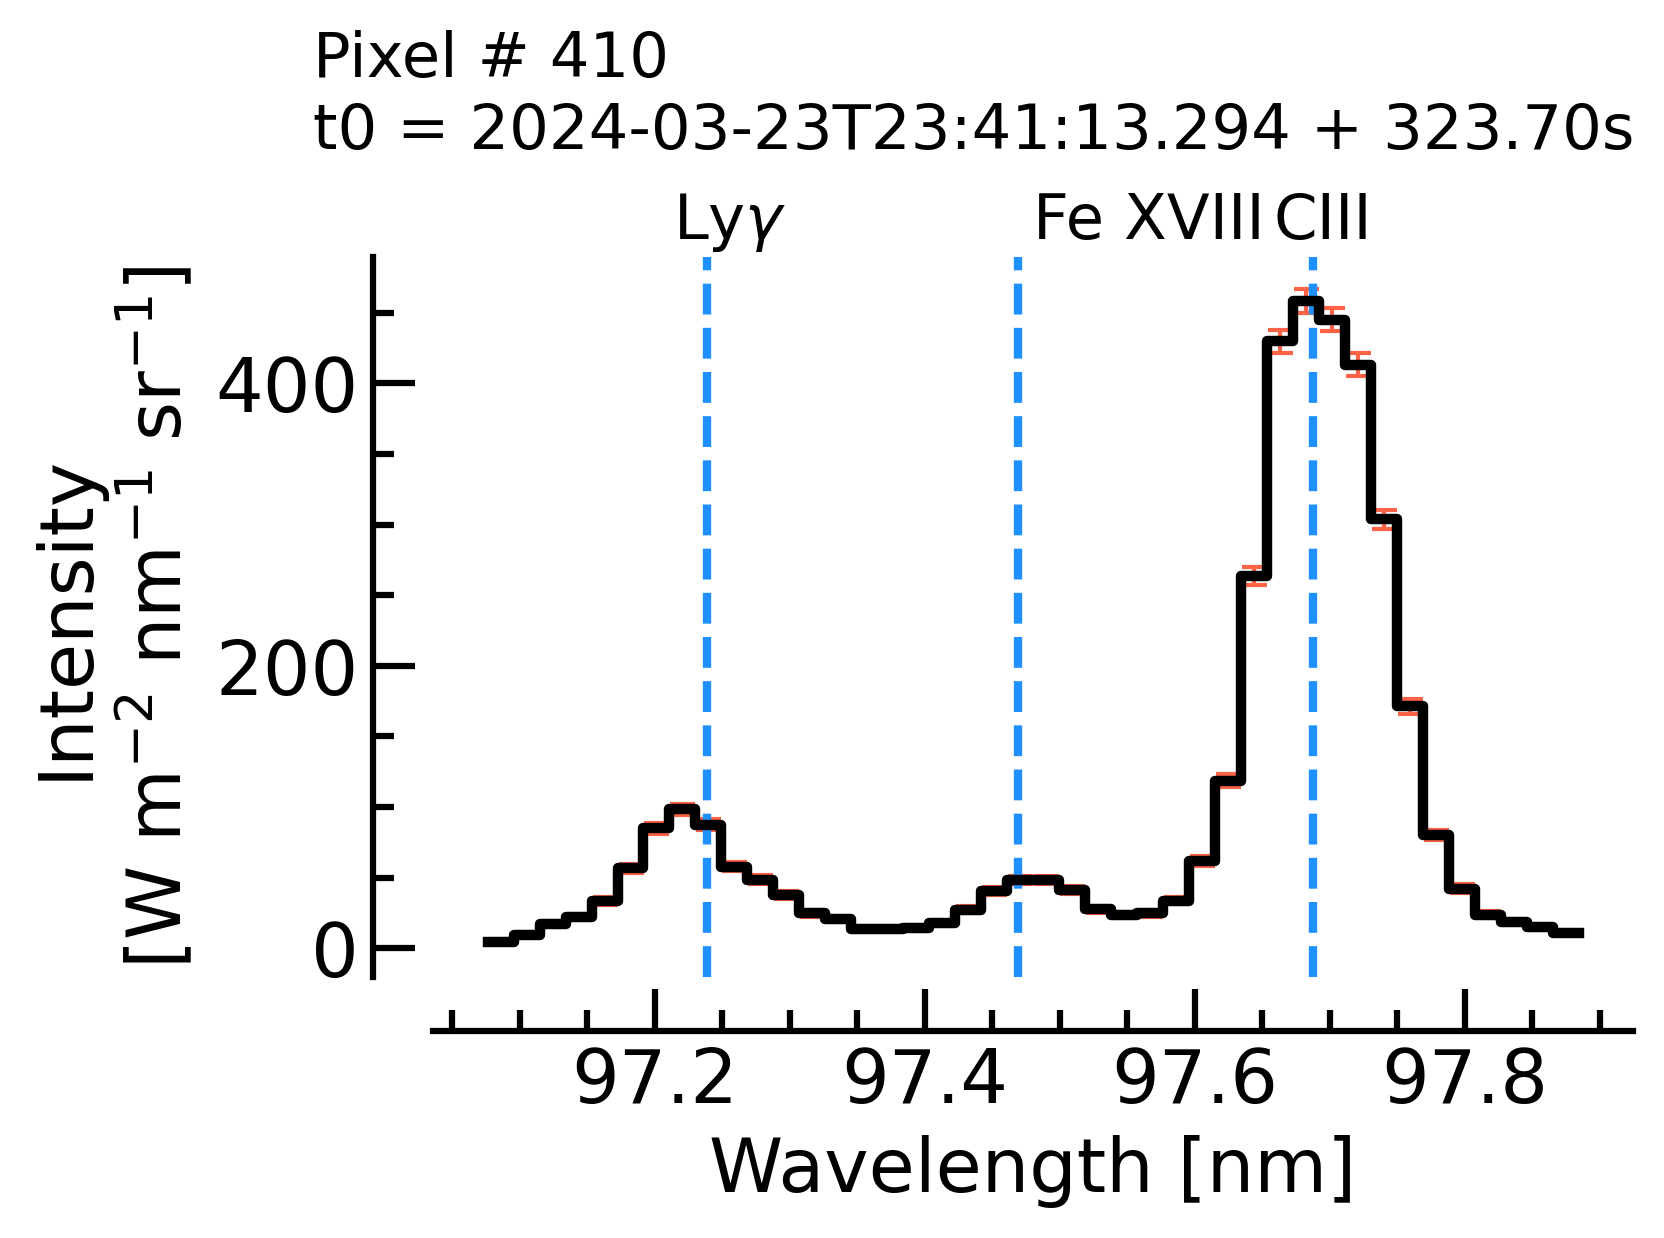 Pixel # 410
t0 = 2024-03-23T23:41:13.294 + 323.70s
Lyγ Fe XVIII CIII
Intensity
[W m⁻² nm⁻¹ sr⁻¹]
400
200
0
97.2 97.4 97.6 97.8
Wavelength [nm]